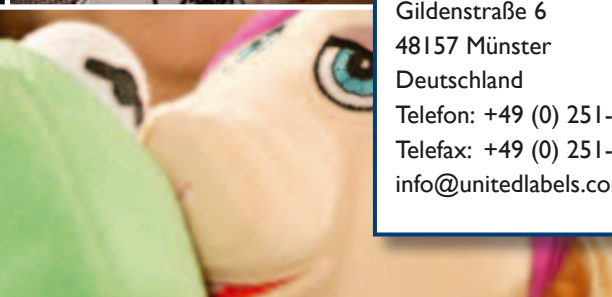 Gildenstraße 6
48157 Münster
Deutschland
Telefon: +49 (0) 251-
Telefax: +49 (0) 251-
info@unitedlabels.co